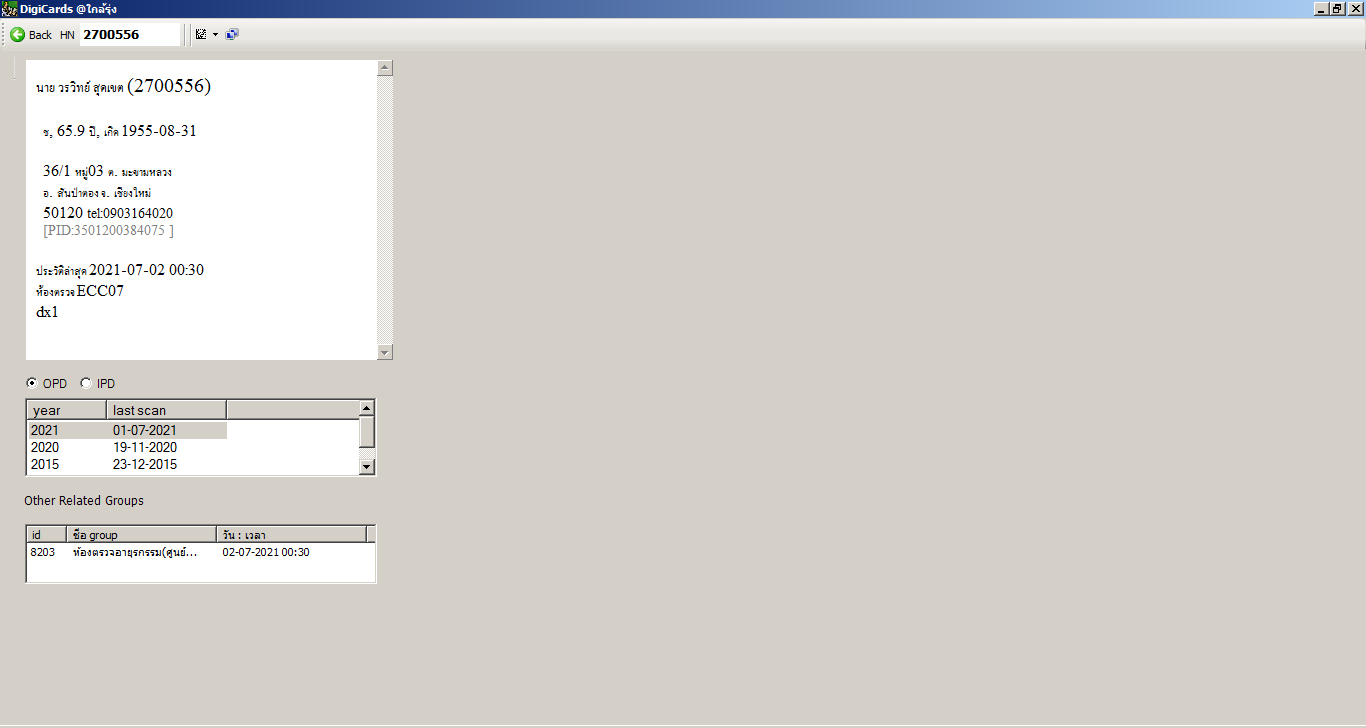 DigiCards @ใกล้รุ่ง
Back HN 2700556
นาย วรวิทย์ สุดเขต (2700556)
ช, 65.9 ปี, เกิด 1955-08-31
36/1 หมู่03 ต. มะขามหลวง
อ. สันป่าตอง จ. เชียงใหม่
50120 tel:0903164020
[PID:3501200384075 ]
ประวัติล่าสุด 2021-07-02 00:30
ห้องตรวจ ECC07
dx1
OPD IPD
year last scan
2021 01-07-2021
2020 19-11-2020
2015 23-12-2015
Other Related Groups
id ชื่อ group วัน : เวลา
8203 ห้องตรวจอายุรกรรม(ศูนย์... 02-07-2021 00:30